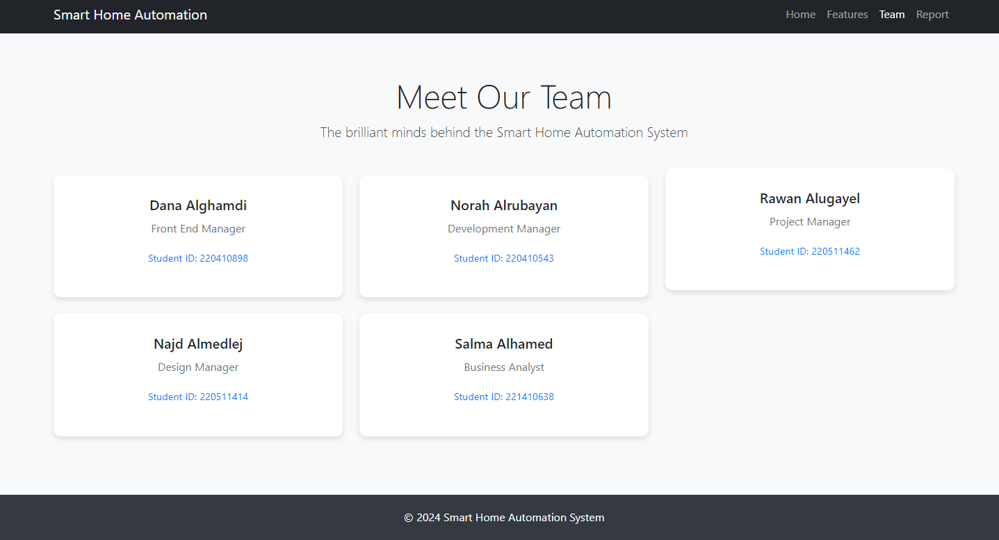 Smart Home Automation
Home Features Team Report
Meet Our Team
The brilliant minds behind the Smart Home Automation System
Dana Alghamdi
Front End Manager
Student ID: 220410898
Norah Alrubayan
Development Manager
Student ID: 220410543
Rawan Alugayel
Project Manager
Student ID: 220511462
Najd Almedlej
Design Manager
Student ID: 220511414
Salma Alhamed
Business Analyst
Student ID: 221410638
© 2024 Smart Home Automation System